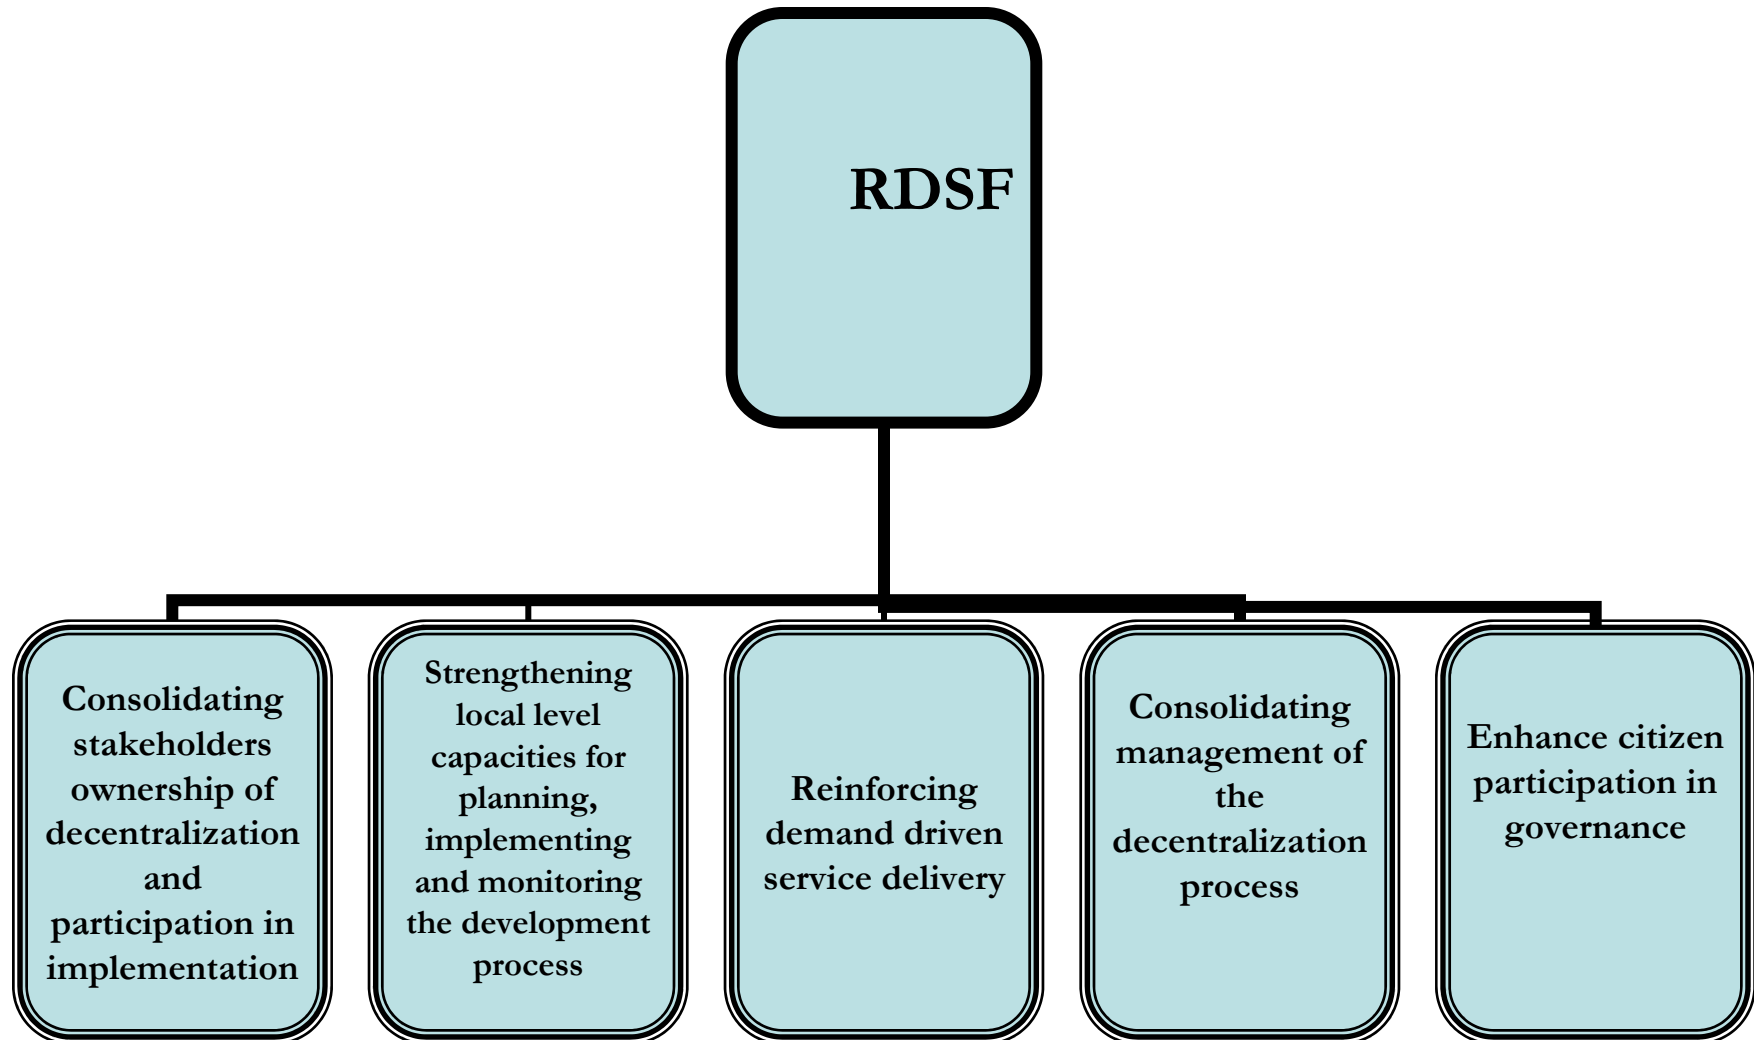 RDSF
Consolidating
stakeholders
ownership of
decentralization
and
participation in
implementation
Strengthening
local level
capacities for
planning,
implementing
and monitoring
the development
process
Reinforcing
demand driven
service delivery
Consolidating
management of
the
decentralization
process
Enhance citizen
participation in
governance